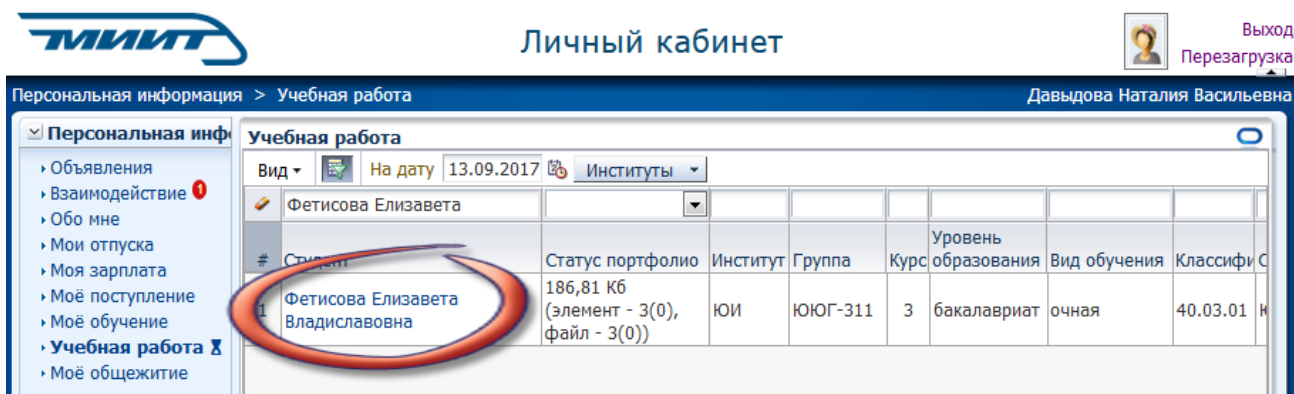 МИИТ
Личный кабинет
Выход
Перезагрузка
Персональная информация > Учебная работа
Давыдова Наталия Васильевна
Персональная инф
Объявления
Взаимодействие 1
Обо мне
Мои отпуска
Моя зарплата
Моё поступление
Моё обучение
Учебная работа
Моё общежитие
Учебная работа
Вид На дату 13.09.2017 Институты
Фетисова Елизавета
# Студент Статус портфолио Институт Группа Курс Уровень образования Вид обучения Классифи С
1 Фетисова Елизавета Владиславовна 186,81 Кб (элемент - 3(0), файл - 3(0)) ЮИ ЮЮГ-311 3 бакалавриат очная 40.03.01